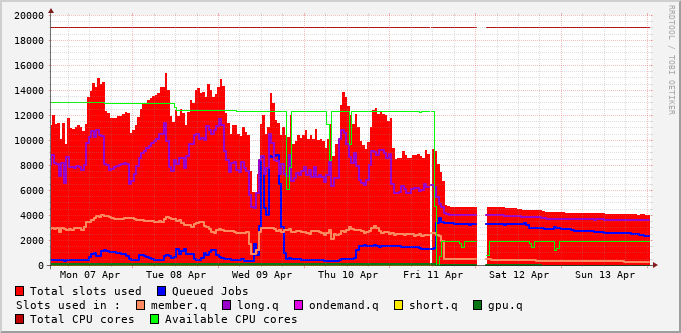 20000
18000
16000
14000
12000
10000
8000
6000
4000
2000
0
Mon 07 Apr Tue 08 Apr Wed 09 Apr Thu 10 Apr Fri 11 Apr Sat 12 Apr Sun 13 Apr
Total slots used Queued Jobs
Slots used in : member.q long.q ondemand.q short.q gpu.q
Total CPU cores Available CPU cores
RRDTOOL / TOBI OETIKER